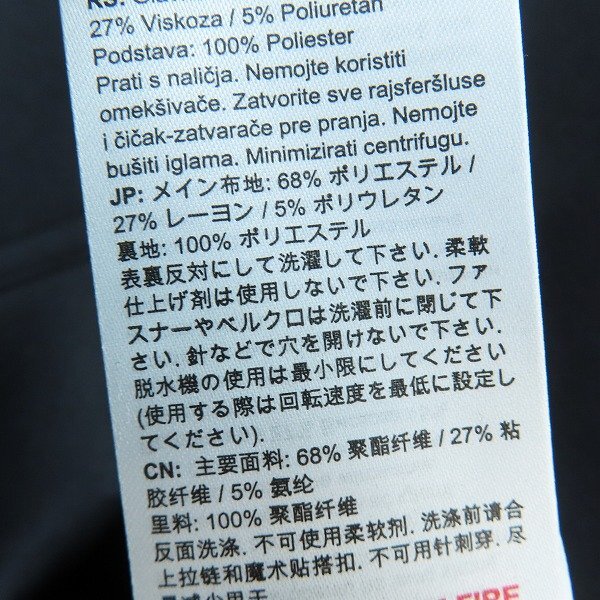 27% Viskoza / 5% Poliuretan
Podstava: 100% Poliester
Prati s naličja. Nemojte koristiti
omekšivače. Zatvorite sve rajsferšluse
i čičak-zatvarače pre pranja. Nemojte
bušiti iglama. Minimizirati centrifugu.
JP: メイン布地: 68% ポリエステル /
27% レーヨン / 5% ポリウレタン
裏地: 100% ポリエステル
表裏反対にして洗濯して下さい. 柔軟
仕上げ剤は使用しないで下さい. ファ
スナーやベルクロは洗濯前に閉じて下
さい. 針などで穴を開けないで下さい.
脱水機の使用は最小限にしてください
(使用する際は回転速度を最低に設定し
てください).
CN: 主要面料: 68% 聚酯纤维 / 27% 粘
胶纤维 / 5% 氨纶
里料: 100% 聚酯纤维
反面洗涤. 不可使用柔软剂. 洗涤前请合
上拉链和魔术贴搭扣. 不可用针刺穿. 尽
FIRE